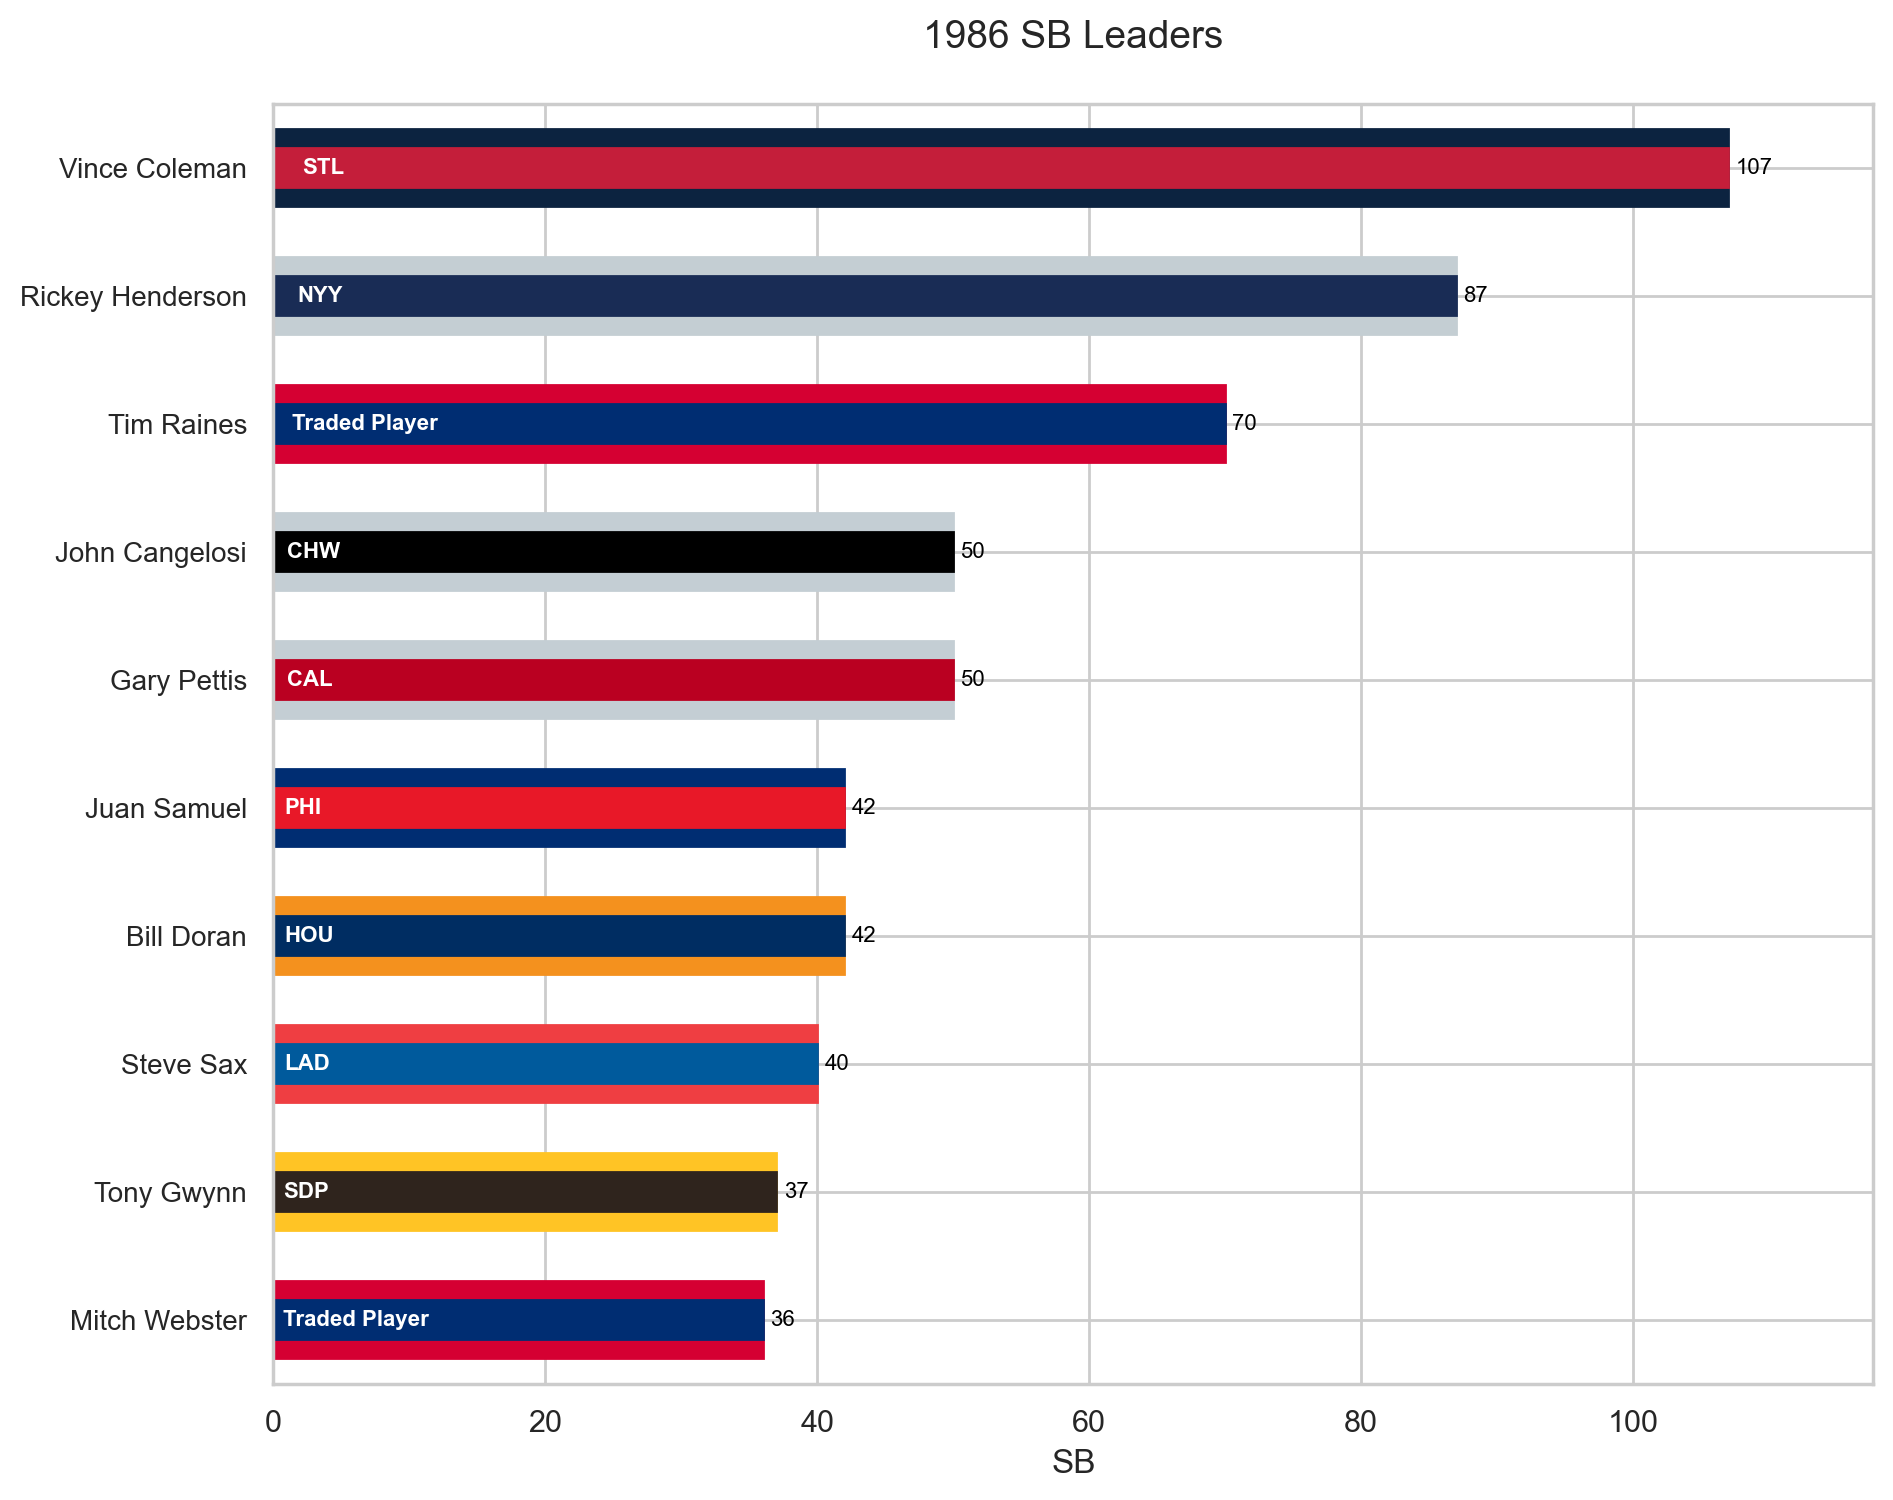 1986 SB Leaders
Vince Coleman
STL
107
Rickey Henderson
NYY
87
Tim Raines
Traded Player
70
John Cangelosi
CHW
50
Gary Pettis
CAL
50
Juan Samuel
PHI
42
Bill Doran
HOU
42
Steve Sax
LAD
40
Tony Gwynn
SDP
37
Mitch Webster
Traded Player
36
0 20 40 60 80 100
SB